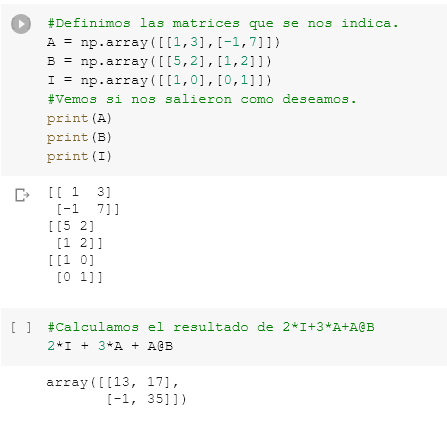 #Definimos las matrices que se nos indica.
A = np.array([[1,3],[-1,7]])
B = np.array([[5,2],[1,2]])
I = np.array([[1,0],[0,1]])
#Vemos si nos salieron como deseamos.
print(A)
print(B)
print(I)
[[ 1  3]
 [-1  7]]
[[5 2]
 [1 2]]
[[1 0]
 [0 1]]
[ ] #Calculamos el resultado de 2*I+3*A+A@B
2*I + 3*A + A@B
array([[13, 17],
       [-1, 35]])